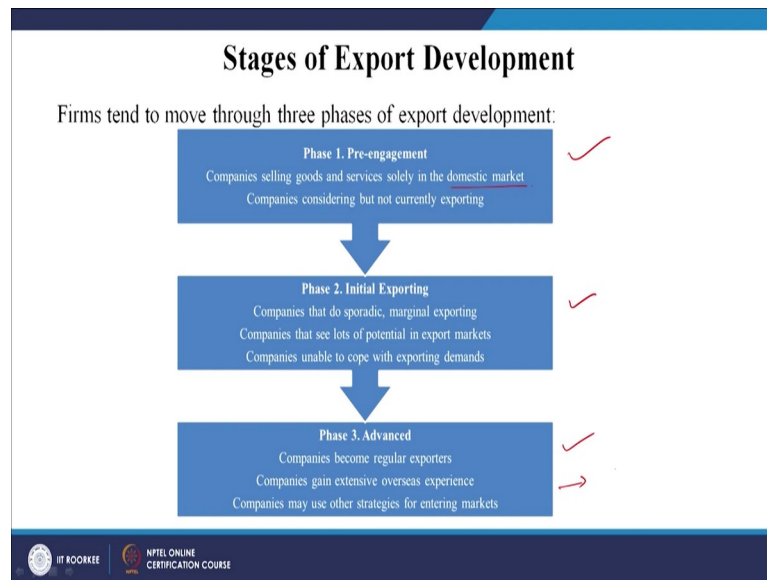 Stages of Export Development
Firms tend to move through three phases of export development:
Phase 1. Pre-engagement
Companies selling goods and services solely in the domestic market
Companies considering but not currently exporting
Phase 2. Initial Exporting
Companies that do sporadic, marginal exporting
Companies that see lots of potential in export markets
Companies unable to cope with exporting demands
Phase 3. Advanced
Companies become regular exporters
Companies gain extensive overseas experience
Companies may use other strategies for entering markets
IIT ROORKEE
NPTEL
NPTEL ONLINE
CERTIFICATION COURSE